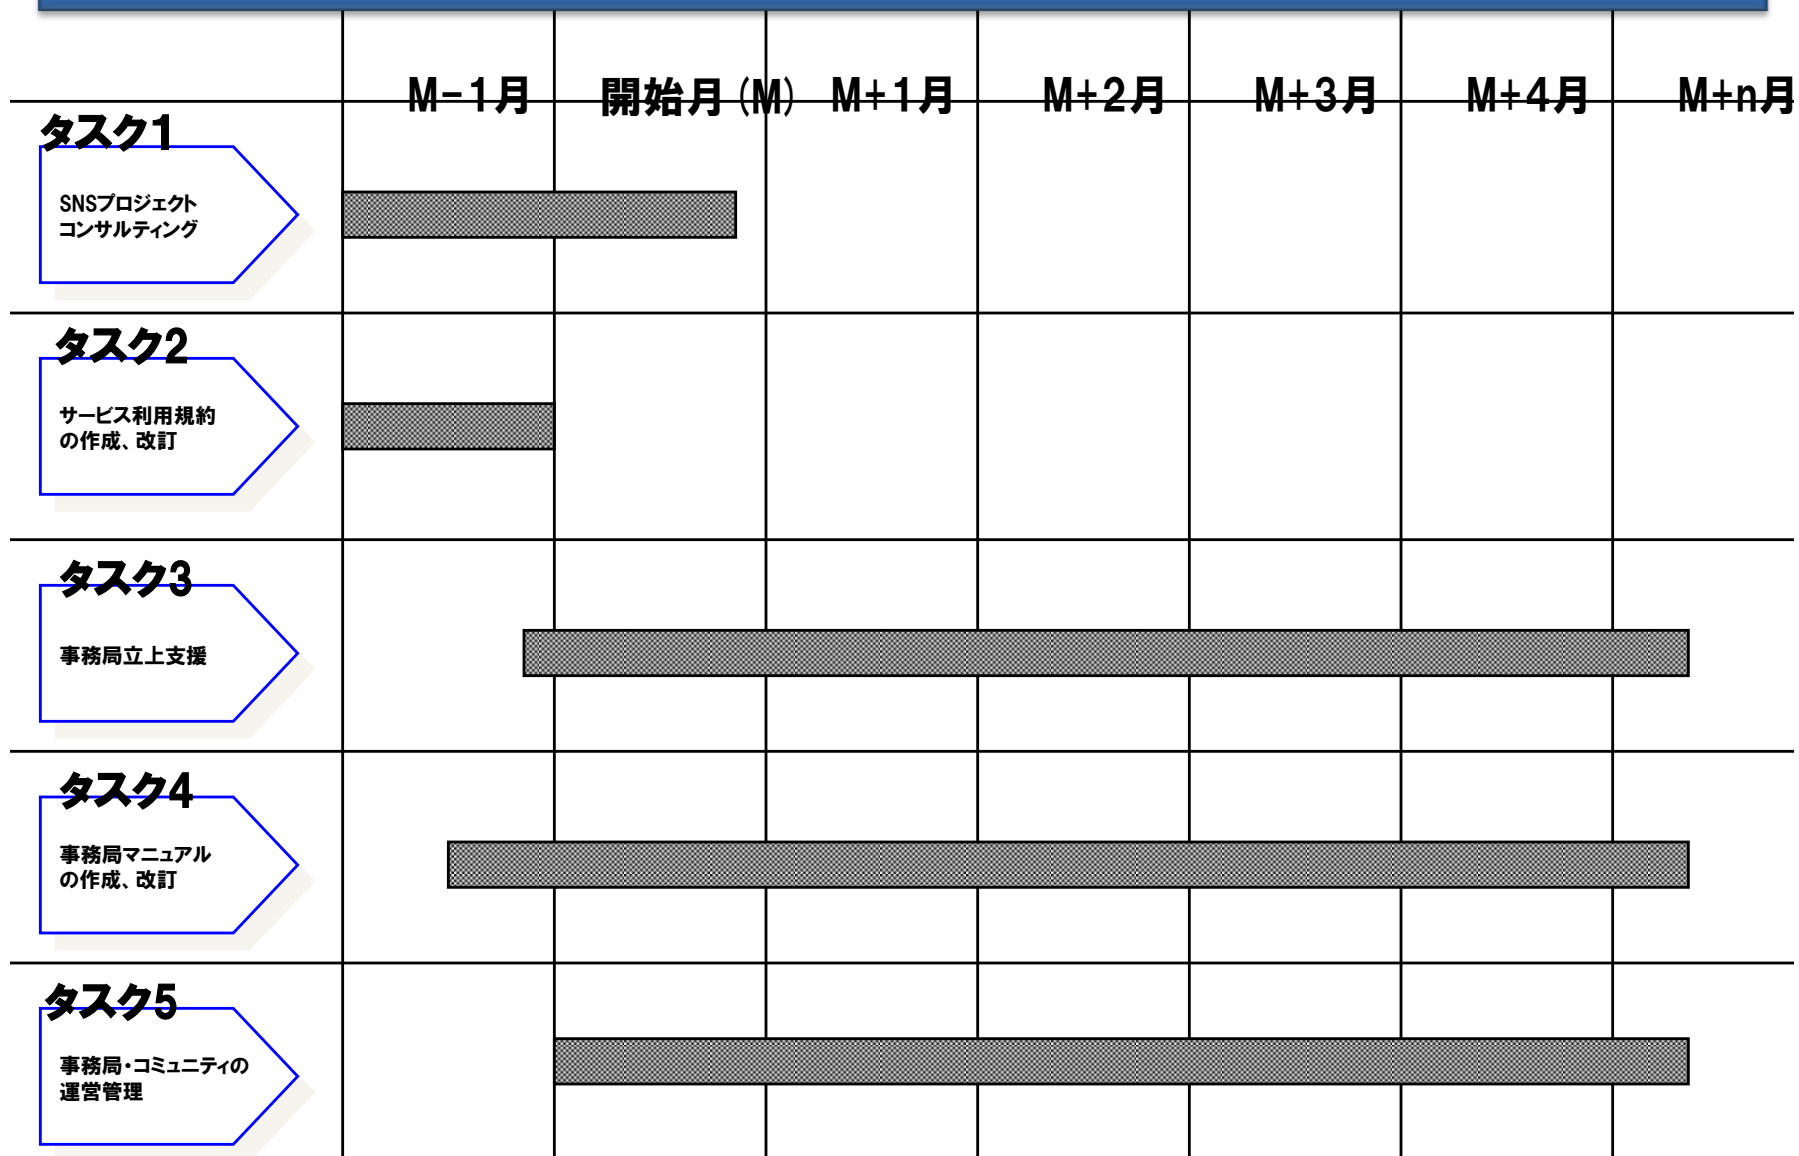 M-1月 開始月(M) M+1月 M+2月 M+3月 M+4月 M+n月
タスク1
SNSプロジェクト
コンサルティング
タスク2
サービス利用規約
の作成、改訂
タスク3
事務局立上支援
タスク4
事務局マニュアル
の作成、改訂
タスク5
事務局・コミュニティの
運営管理